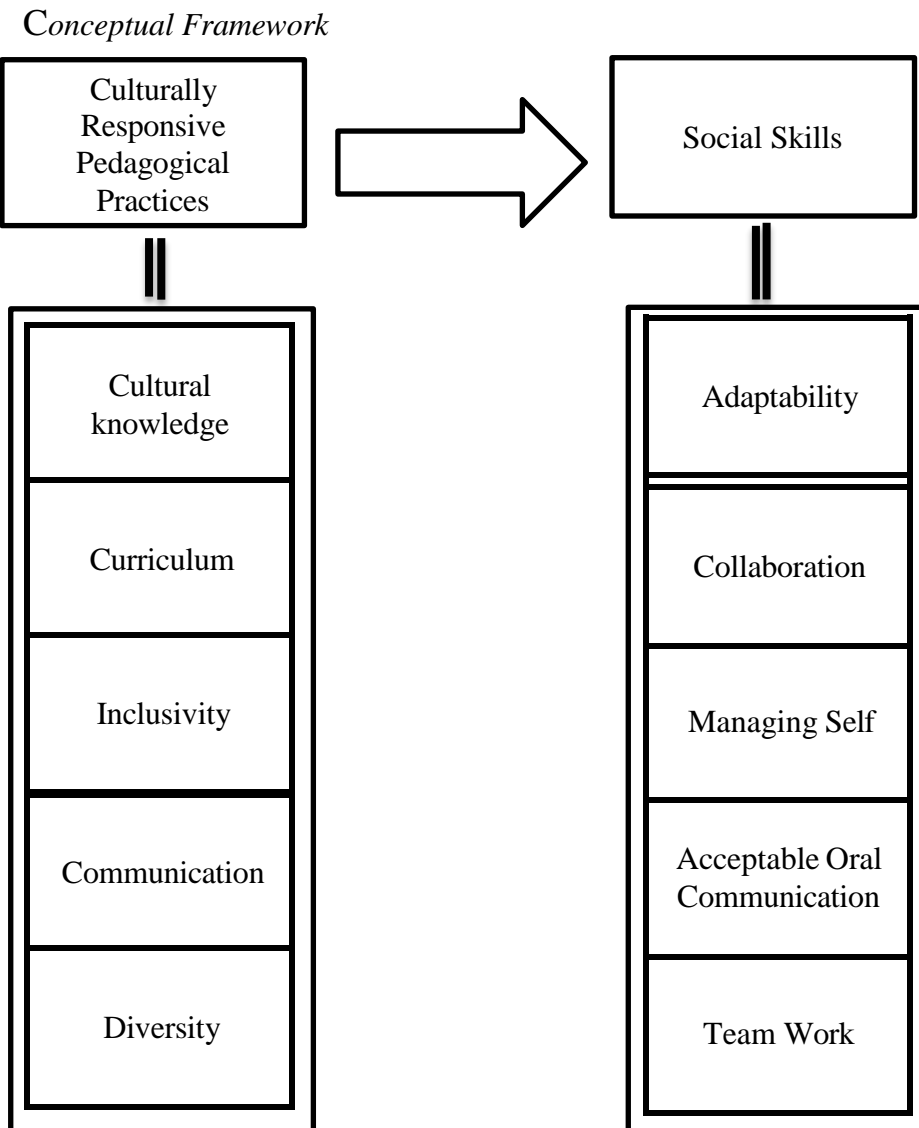 Conceptual Framework
Culturally
Responsive
Pedagogical
Practices
Social Skills
Cultural
knowledge
Curriculum
Inclusivity
Communication
Diversity
Adaptability
Collaboration
Managing Self
Acceptable Oral
Communication
Team Work